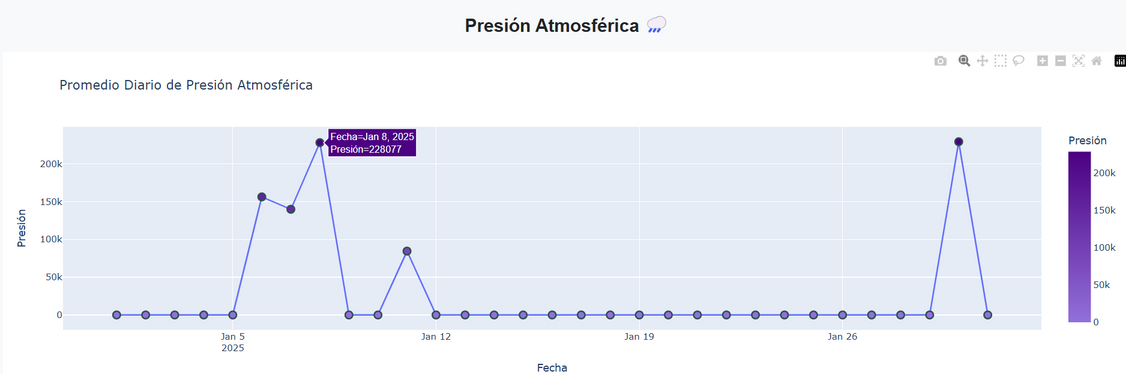 Presión Atmosférica
Promedio Diario de Presión Atmosférica
Fecha=Jan 8, 2025
Presión=228077
Presión
200k
150k
100k
50k
0
Presión
200k
150k
100k
50k
0
Jan 5
2025
Jan 12
Jan 19
Jan 26
Fecha